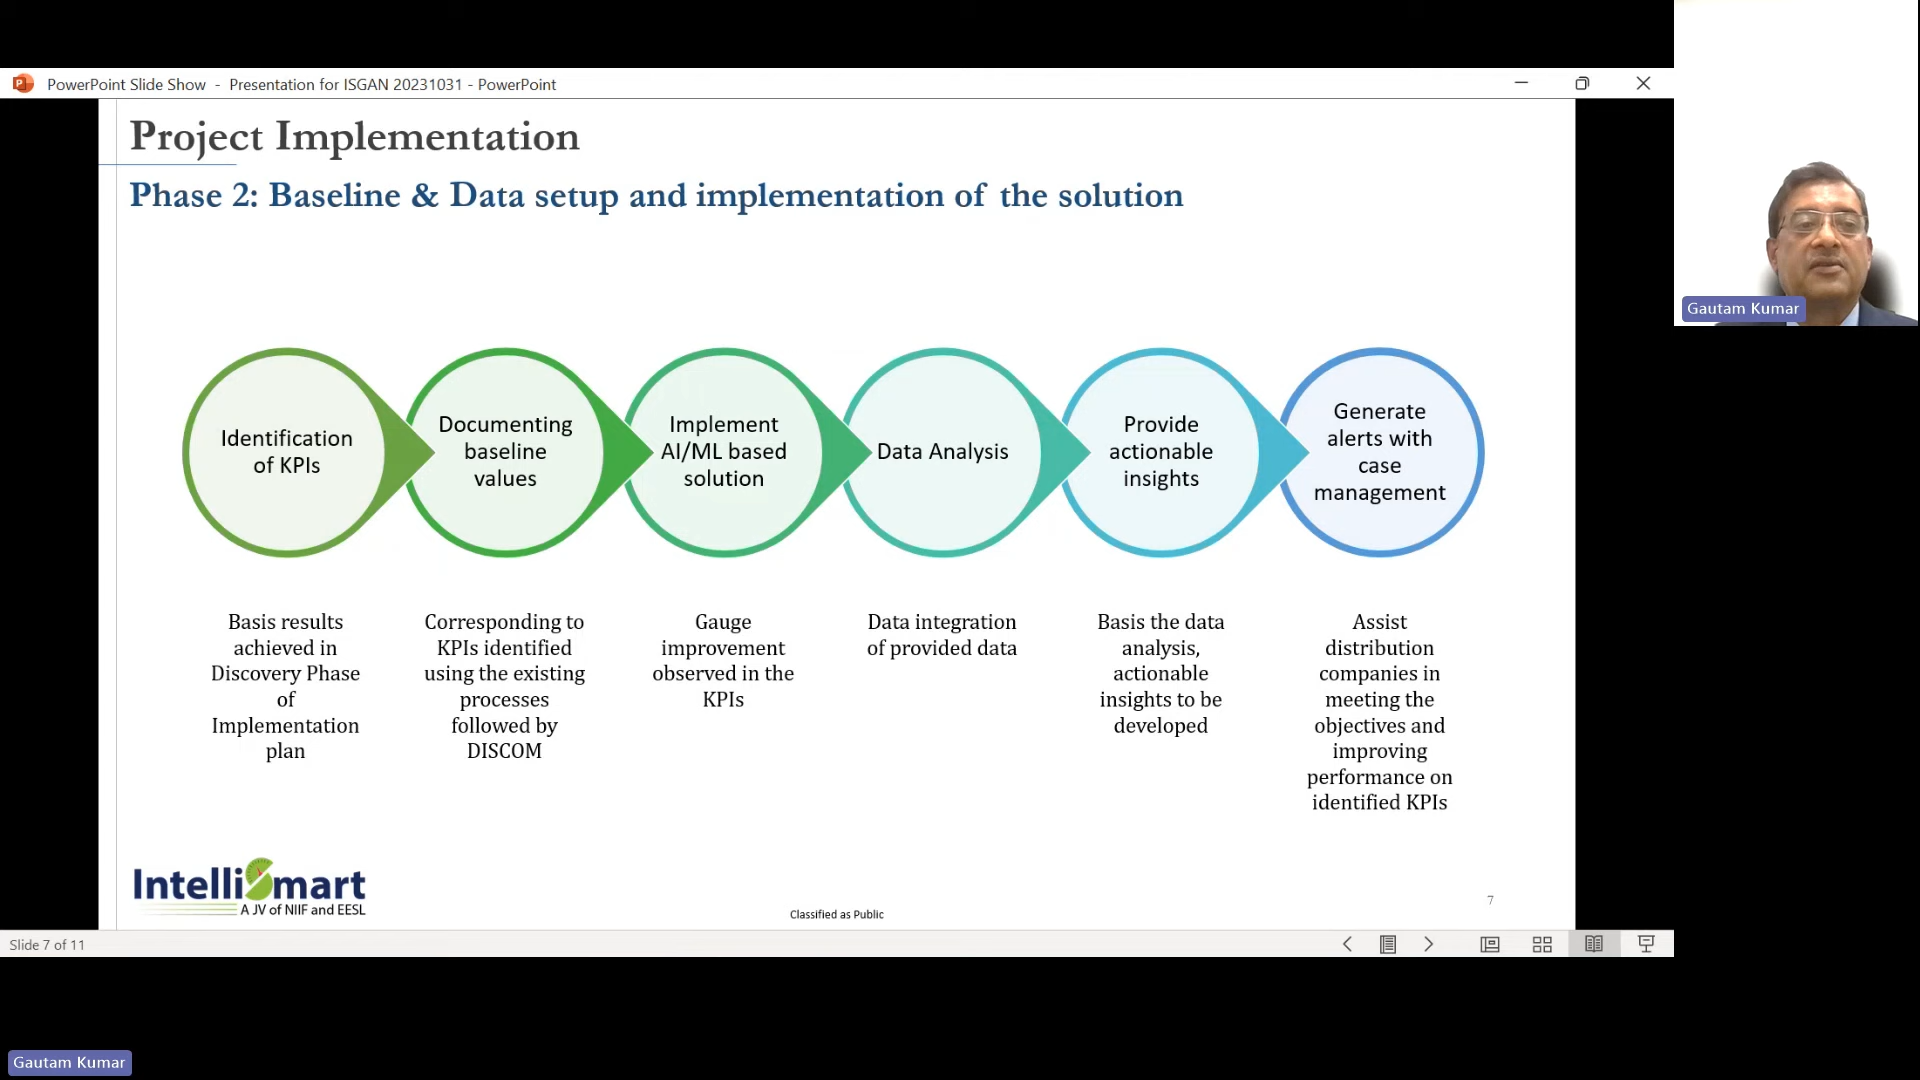 PowerPoint Slide Show - Presentation for ISGAN 20231031 - PowerPoint
Project Implementation
Phase 2: Baseline & Data setup and implementation of the solution
Identification
of KPIs
Documenting
baseline
values
Implement
AI/ML based
solution
Data Analysis
Provide
actionable
insights
Generate
alerts with
case
management
Basis results
achieved in
Discovery Phase
of
Implementation
plan
Corresponding to
KPIs identified
using the existing
processes
followed by
DISCOM
Gauge
improvement
observed in the
KPIs
Data integration
of provided data
Basis the data
analysis,
actionable
insights to be
developed
Assist
distribution
companies in
meeting the
objectives and
improving
performance on
identified KPIs
IntelliSmart
A JV of NIIF and EESL
Classified as Public
7
Slide 7 of 11
Gautam Kumar
Gautam Kumar